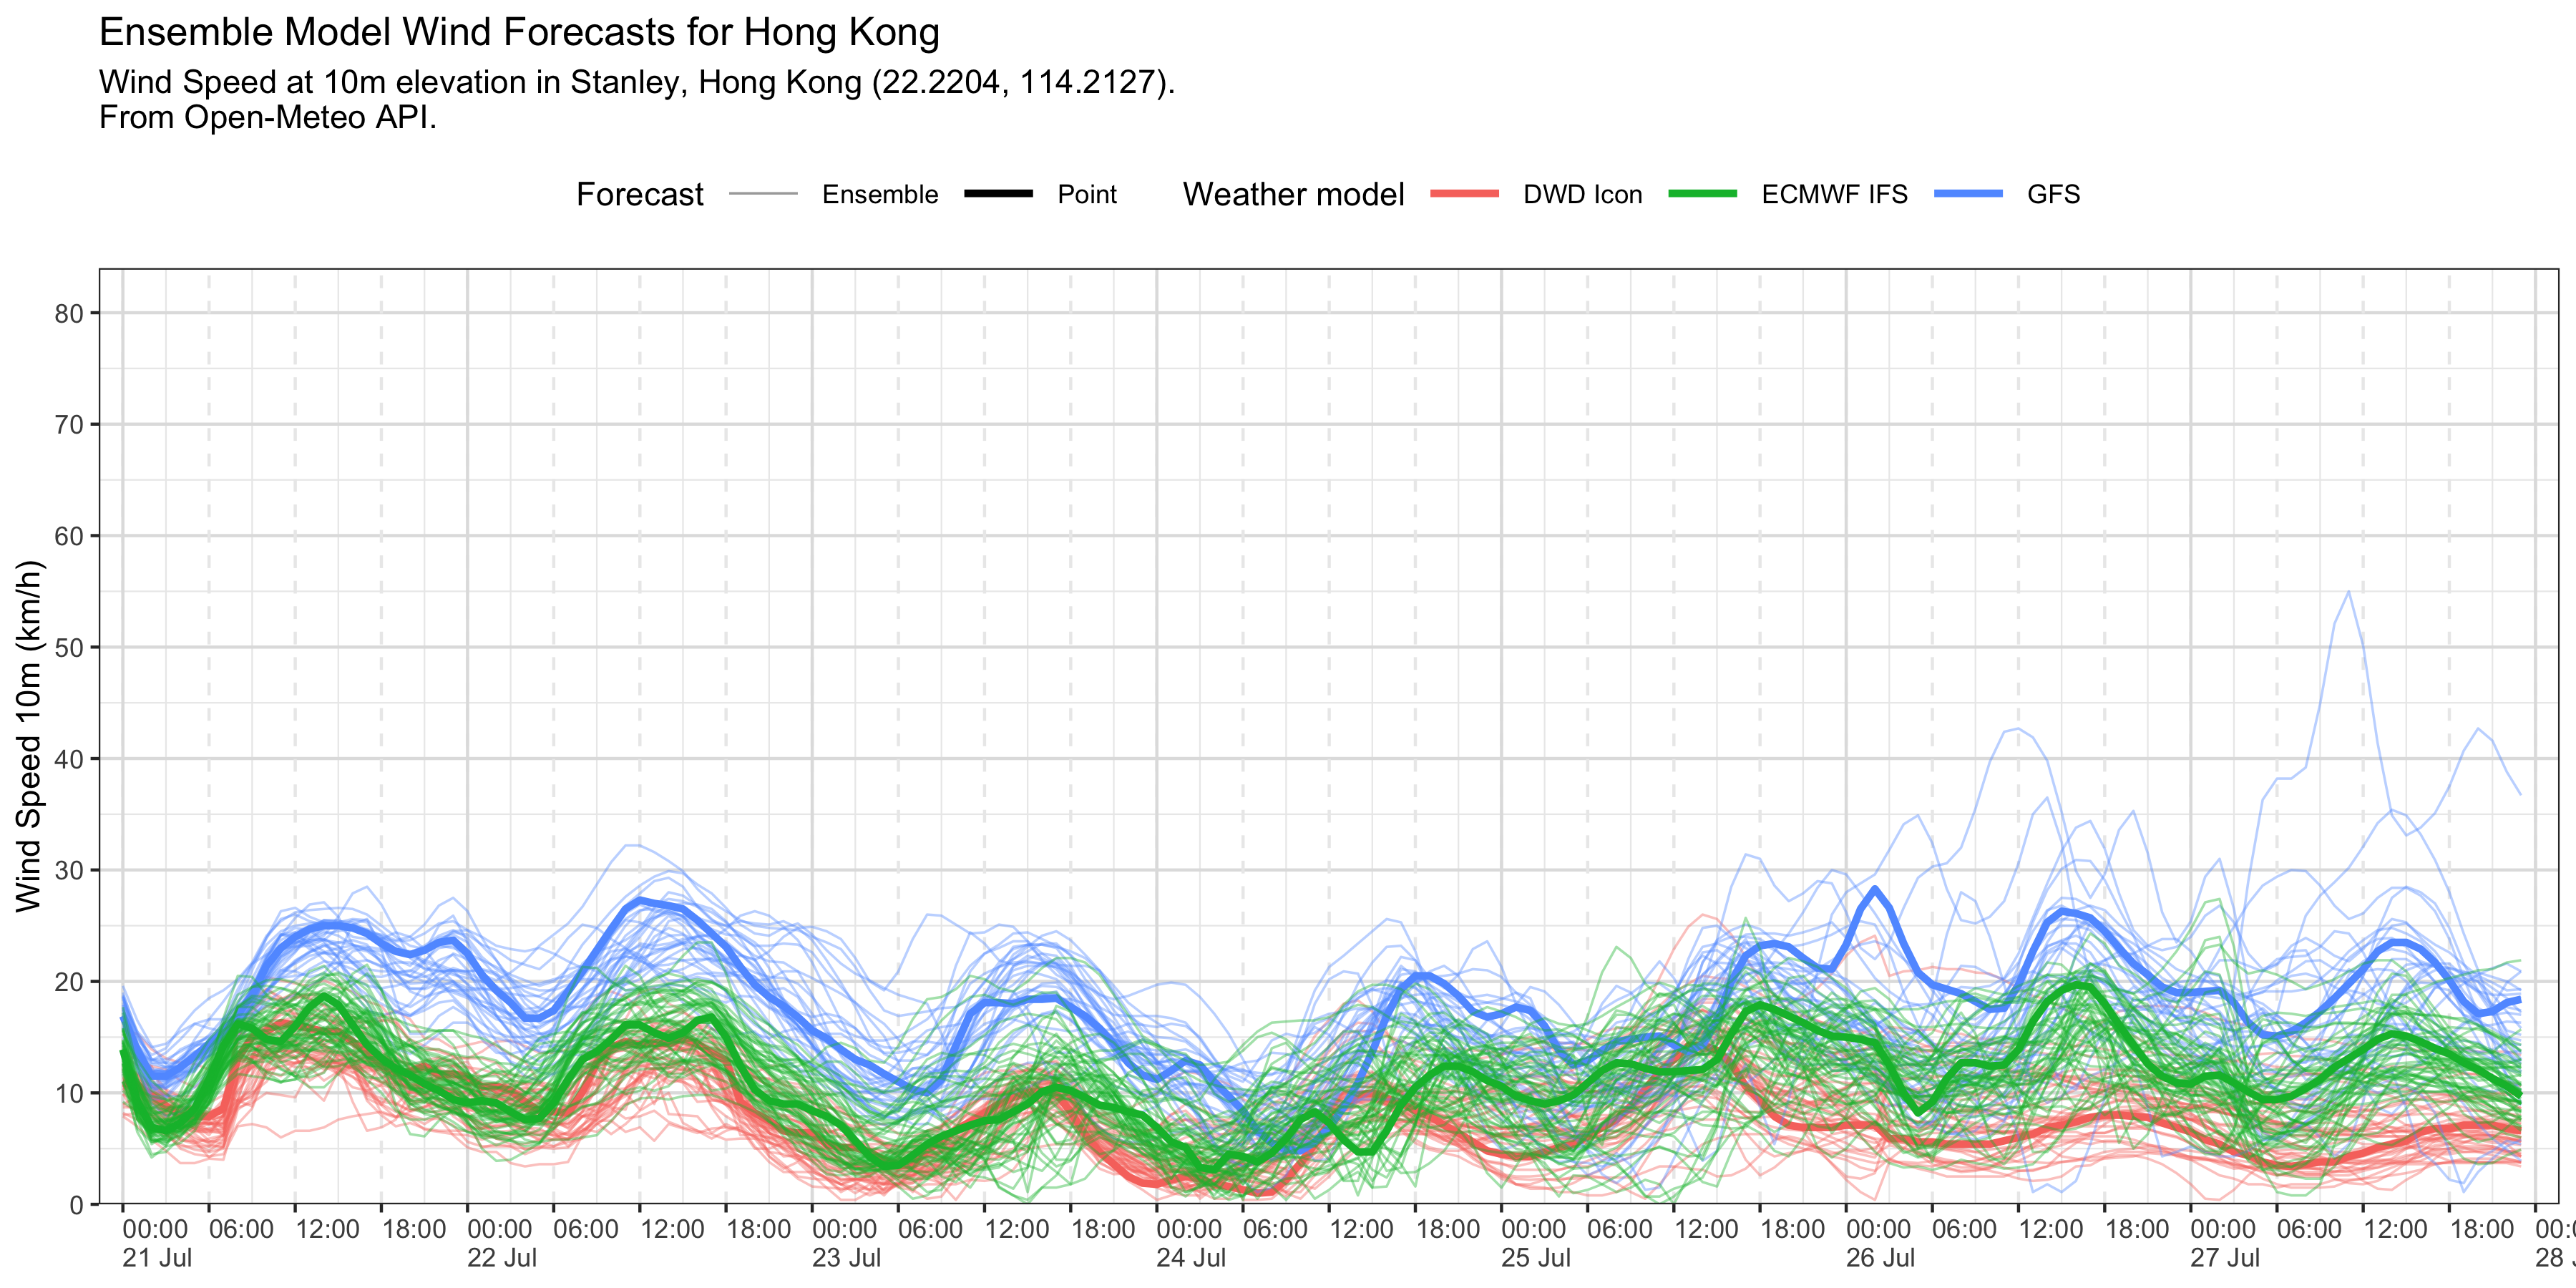 Ensemble Model Wind Forecasts for Hong Kong
Wind Speed at 10m elevation in Stanley, Hong Kong (22.2204, 114.2127).
From Open-Meteo API.
Forecast Ensemble Point Weather model DWD Icon ECMWF IFS GFS
Wind Speed 10m (km/h)
80
70
60
50
40
30
20
10
0
00:00 06:00 12:00 18:00 00:00 06:00 12:00 18:00 00:00 06:00 12:00 18:00 00:00 06:00 12:00 18:00 00:00 06:00 12:00 18:00 00:00 06:00 12:00 18:00 00:00 06:00 12:00 18:00 00:0
21 Jul 22 Jul 23 Jul 24 Jul 25 Jul 26 Jul 27 Jul 28